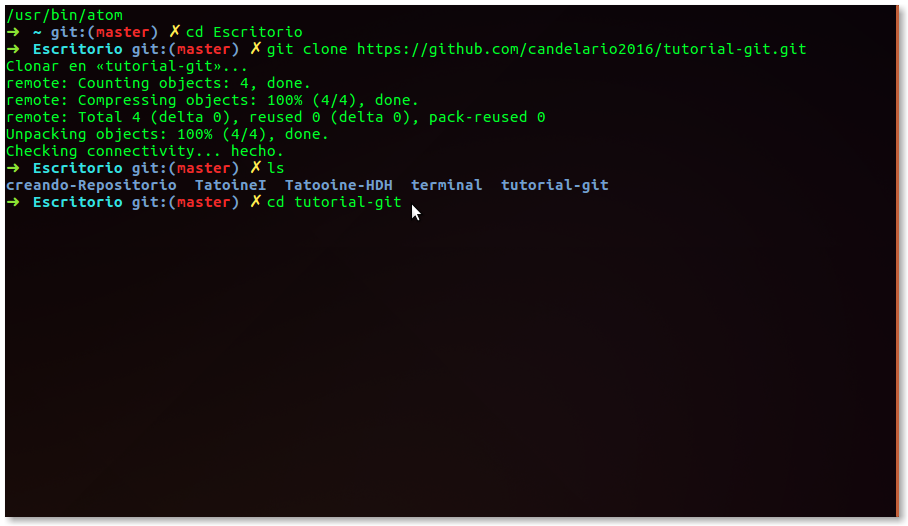 /usr/bin/atom
➜  ~ git:(master) ✗ cd Escritorio
➜  Escritorio git:(master) ✗ git clone https://github.com/candelario2016/tutorial-git.git
Clonar en «tutorial-git»...
remote: Counting objects: 4, done.
remote: Compressing objects: 100% (4/4), done.
remote: Total 4 (delta 0), reused 0 (delta 0), pack-reused 0
Unpacking objects: 100% (4/4), done.
Checking connectivity... hecho.
➜  Escritorio git:(master) ✗ ls
creando-Repositorio  TatoineI  Tatooine-HDH  terminal  tutorial-git
➜  Escritorio git:(master) ✗ cd tutorial-git